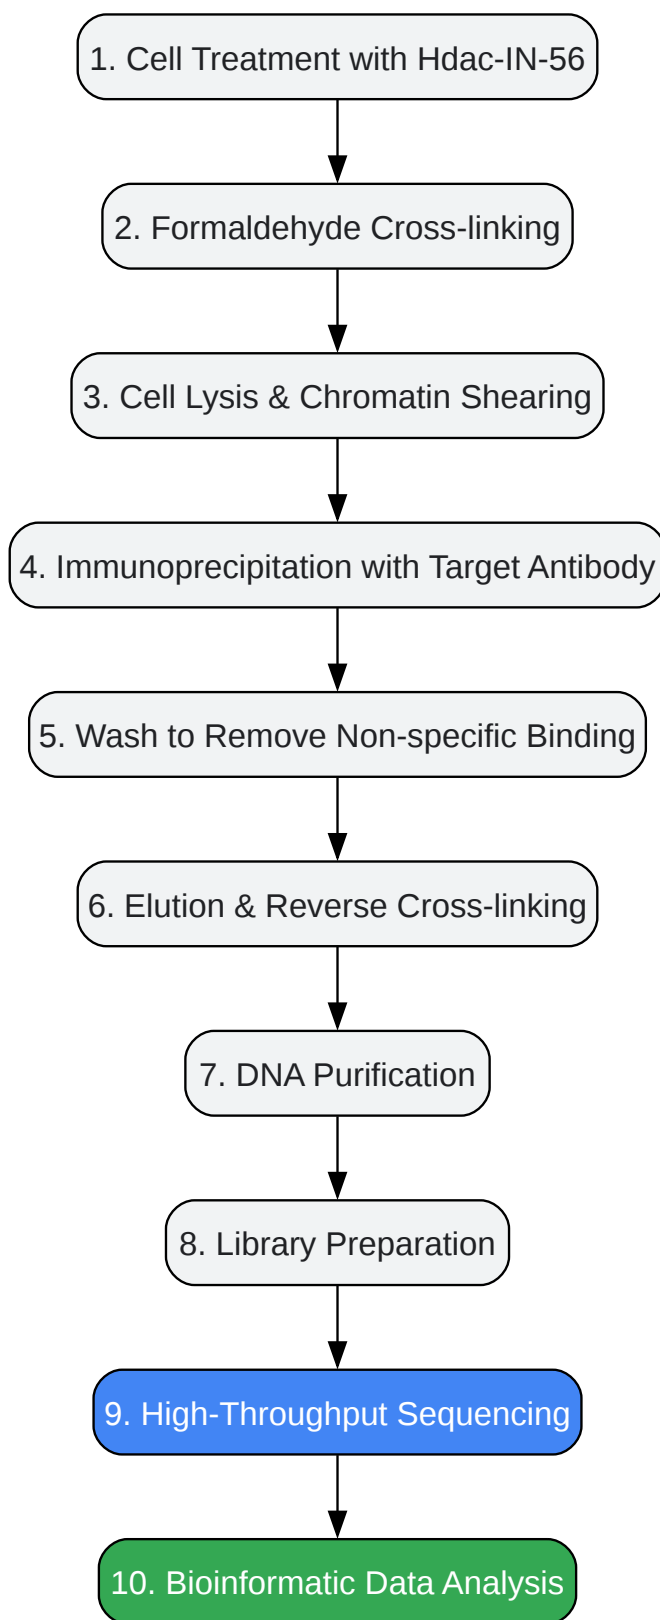 1. Cell Treatment with Hdac-IN-56
2. Formaldehyde Cross-linking
3. Cell Lysis & Chromatin Shearing
4. Immunoprecipitation with Target Antibody
5. Wash to Remove Non-specific Binding
6. Elution & Reverse Cross-linking
7. DNA Purification
8. Library Preparation
9. High-Throughput Sequencing
10. Bioinformatic Data Analysis